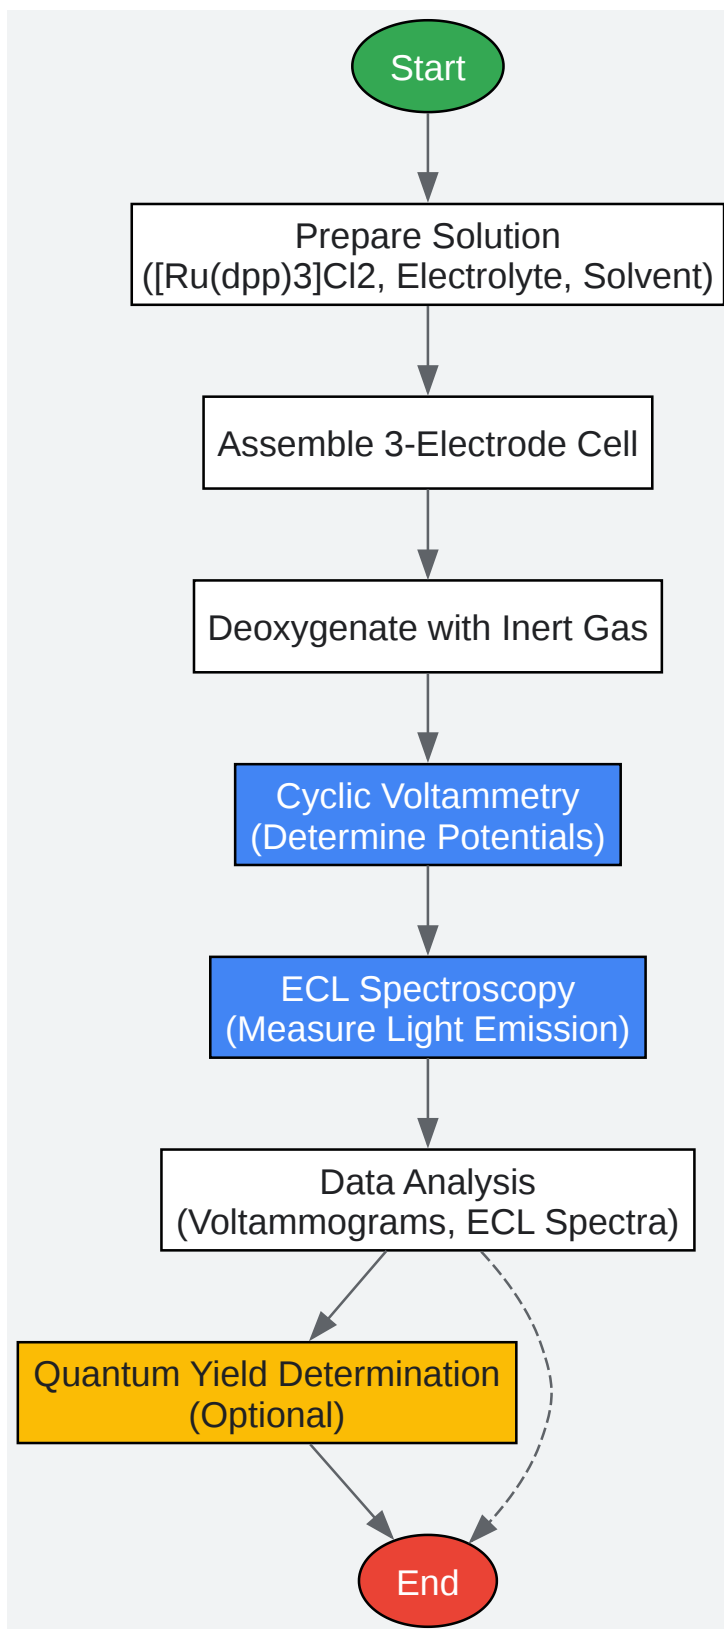 Start
Prepare Solution
([Ru(dpp)3]Cl2, Electrolyte, Solvent)
Assemble 3-Electrode Cell
Deoxygenate with Inert Gas
Cyclic Voltammetry
(Determine Potentials)
ECL Spectroscopy
(Measure Light Emission)
Data Analysis
(Voltammograms, ECL Spectra)
Quantum Yield Determination
(Optional)
End